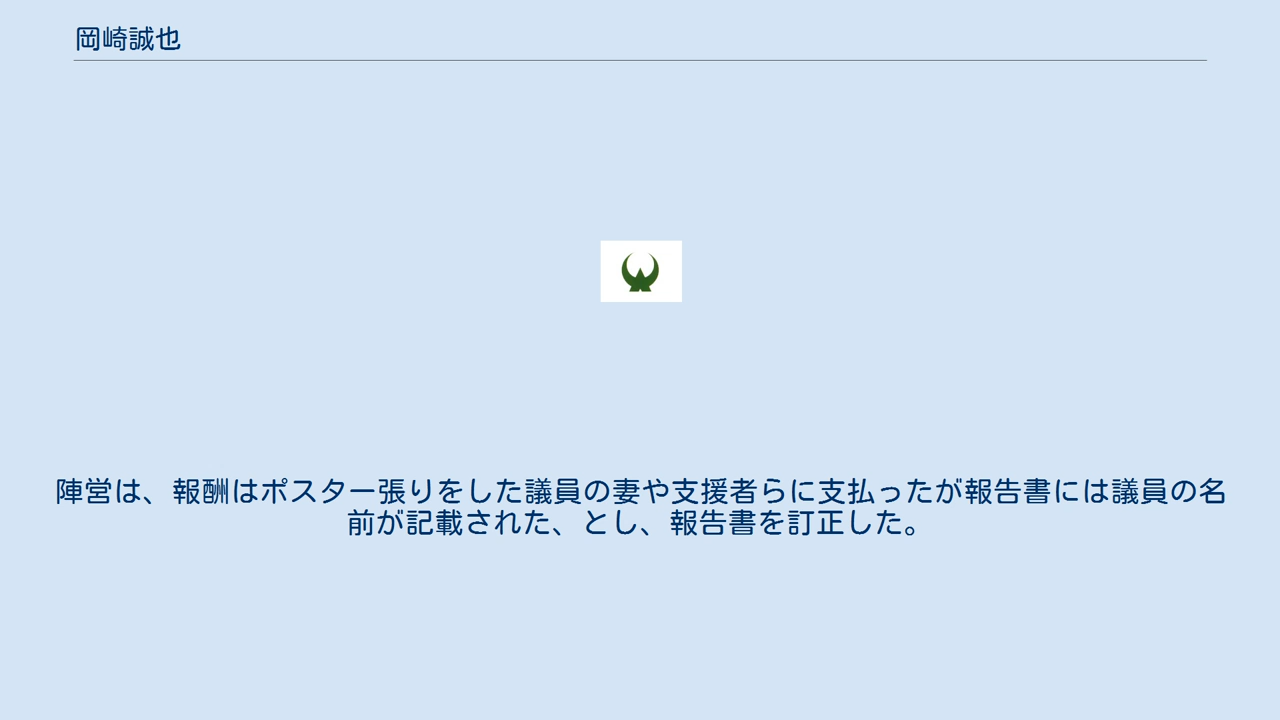 岡崎誠也
陣営は、報酬はポスター張りをした議員の妻や支援者らに支払ったが報告書には議員の名
前が記載された、とし、報告書を訂正した。